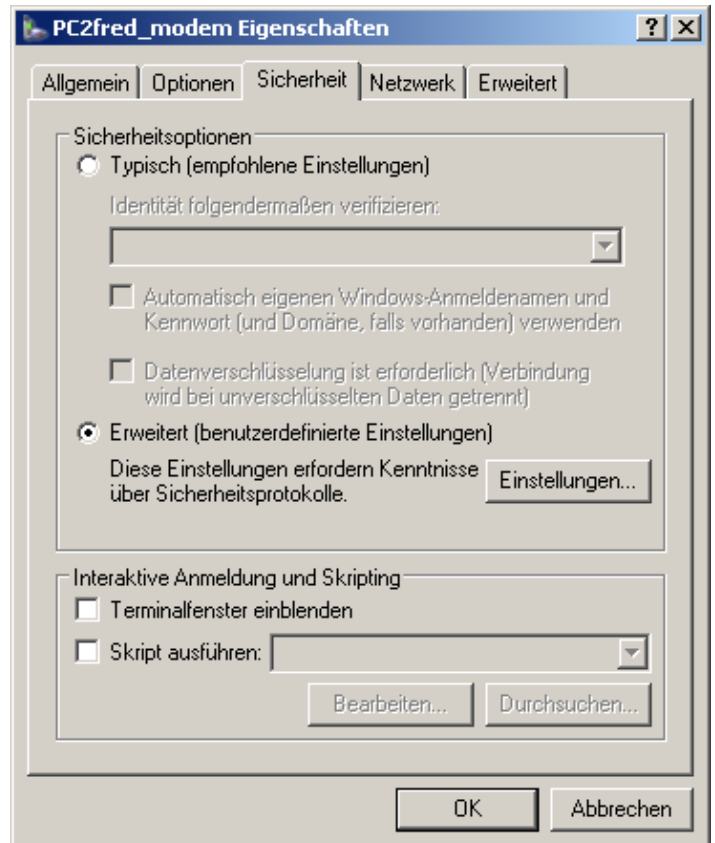 PC2fred_modem Eigenschaften
Allgemein Optionen Sicherheit Netzwerk Erweitert
Sicherheitsoptionen
Typisch (empfohlene Einstellungen)
Identität folgendermaßen verifizieren:
Automatisch eigenen Windows-Anmeldenamen und
Kennwort (und Domäne, falls vorhanden) verwenden
Datenverschlüsselung ist erforderlich (Verbindung
wird bei unverschlüsselten Daten getrennt)
Erweitert (benutzerdefinierte Einstellungen)
Diese Einstellungen erfordern Kenntnisse
über Sicherheitsprotokolle.
Einstellungen...
Interaktive Anmeldung und Skripting
Terminalfenster einblenden
Skript ausführen:
Bearbeiten... Durchsuchen...
OK Abbrechen